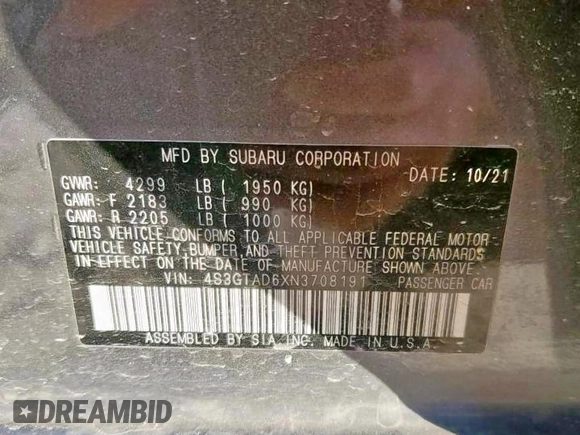 MFD BY SUBARU CORPORATION
DATE: 10/21
GVWR: 4299 LB ( 1950 KG)
GAWR: F 2183 LB ( 990 KG)
GAWR: R 2205 LB ( 1000 KG)
THIS VEHICLE CONFORMS TO ALL APPLICABLE FEDERAL MOTOR
VEHICLE SAFETY, BUMPER, AND THEFT PREVENTION STANDARDS
IN EFFECT ON THE DATE OF MANUFACTURE SHOWN ABOVE.
VIN: 4S3GTAD6XN3708191 PASSENGER CAR
ASSEMBLED BY SIA, INC. MADE IN U.S.A.
DREAMBID